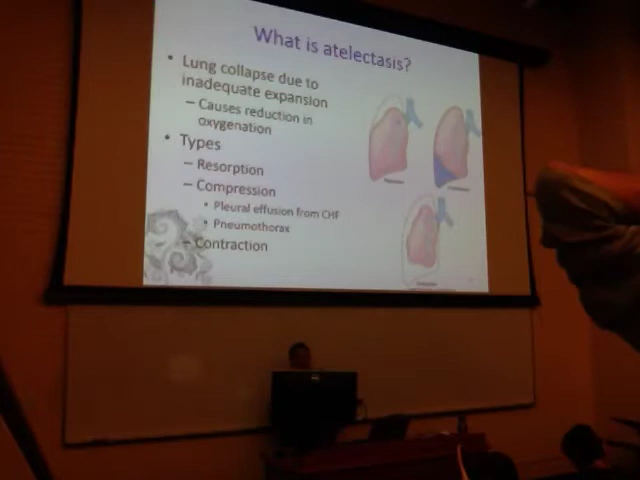 What is atelectasis?
• Lung collapse due to
inadequate expansion
– Causes reduction in
oxygenation
• Types
– Resorption
– Compression
• Pleural effusion from CHF
• Pneumothorax
– Contraction